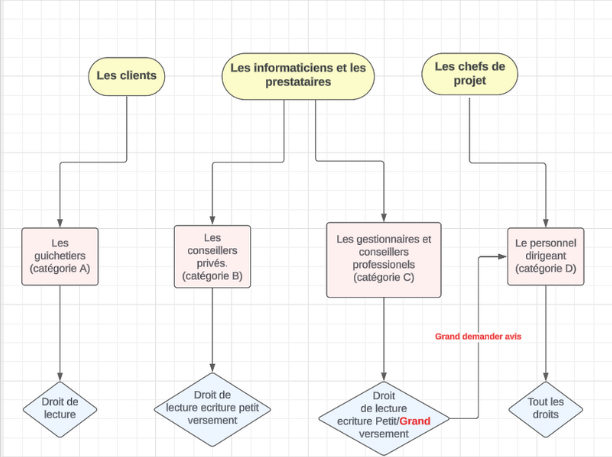 Les clients
Les informaticiens et les
prestataires
Les chefs de
projet
Les
guichetiers
(catégorie A)
Les
conseillers
privés.
(catégorie B)
Les gestionnaires et
conseillers
professionels
(catégorie C)
Le personnel
dirigeant
(catégorie D)
Grand demander avis
Droit de
lecture
Droit de
lecture ecriture petit
versement
Droit
de lecture
ecriture Petit/Grand
versement
Tout les
droits